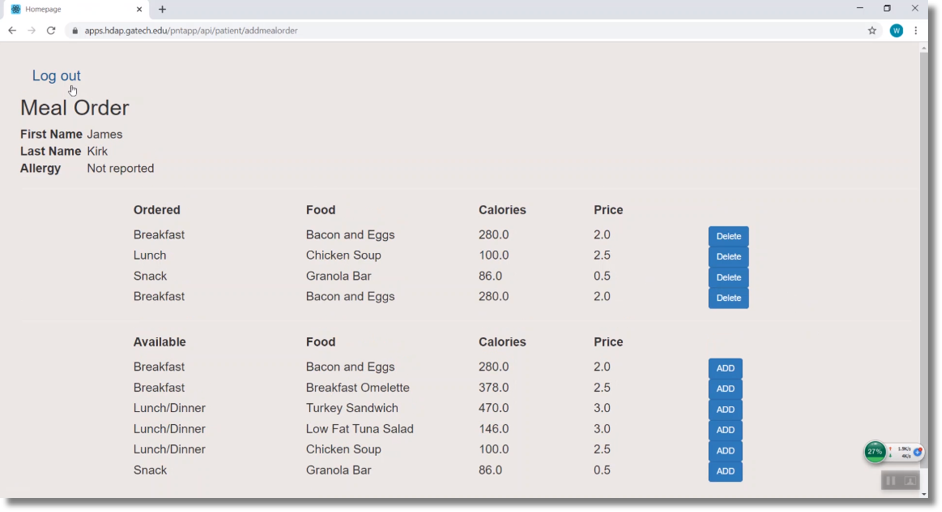 Homepage
apps.hdap.gatech.edu/pntapp/api/patient/addmealorder
W
Log out
Meal Order
First Name James
Last Name Kirk
Allergy Not reported
Ordered Food Calories Price
Breakfast Bacon and Eggs 280.0 2.0 Delete
Lunch Chicken Soup 100.0 2.5 Delete
Snack Granola Bar 86.0 0.5 Delete
Breakfast Bacon and Eggs 280.0 2.0 Delete
Available Food Calories Price
Breakfast Bacon and Eggs 280.0 2.0 ADD
Breakfast Breakfast Omelette 378.0 2.5 ADD
Lunch/Dinner Turkey Sandwich 470.0 3.0 ADD
Lunch/Dinner Low Fat Tuna Salad 146.0 3.0 ADD
Lunch/Dinner Chicken Soup 100.0 2.5 ADD
Snack Granola Bar 86.0 0.5 ADD
27%